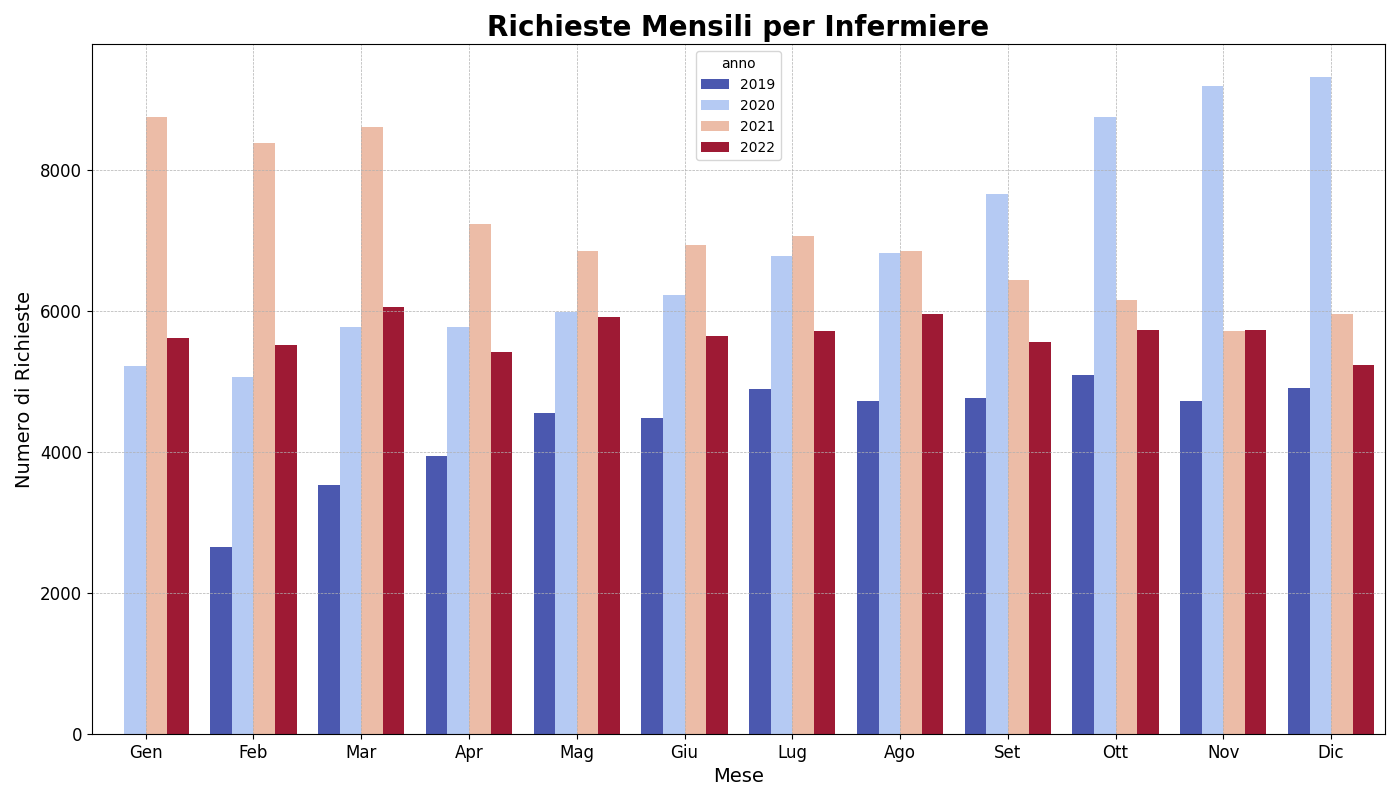 Richieste Mensili per Infermiere
anno
2019
2020
2021
2022
Numero di Richieste
8000
6000
4000
2000
0
Gen Feb Mar Apr Mag Giu Lug Ago Set Ott Nov Dic
Mese